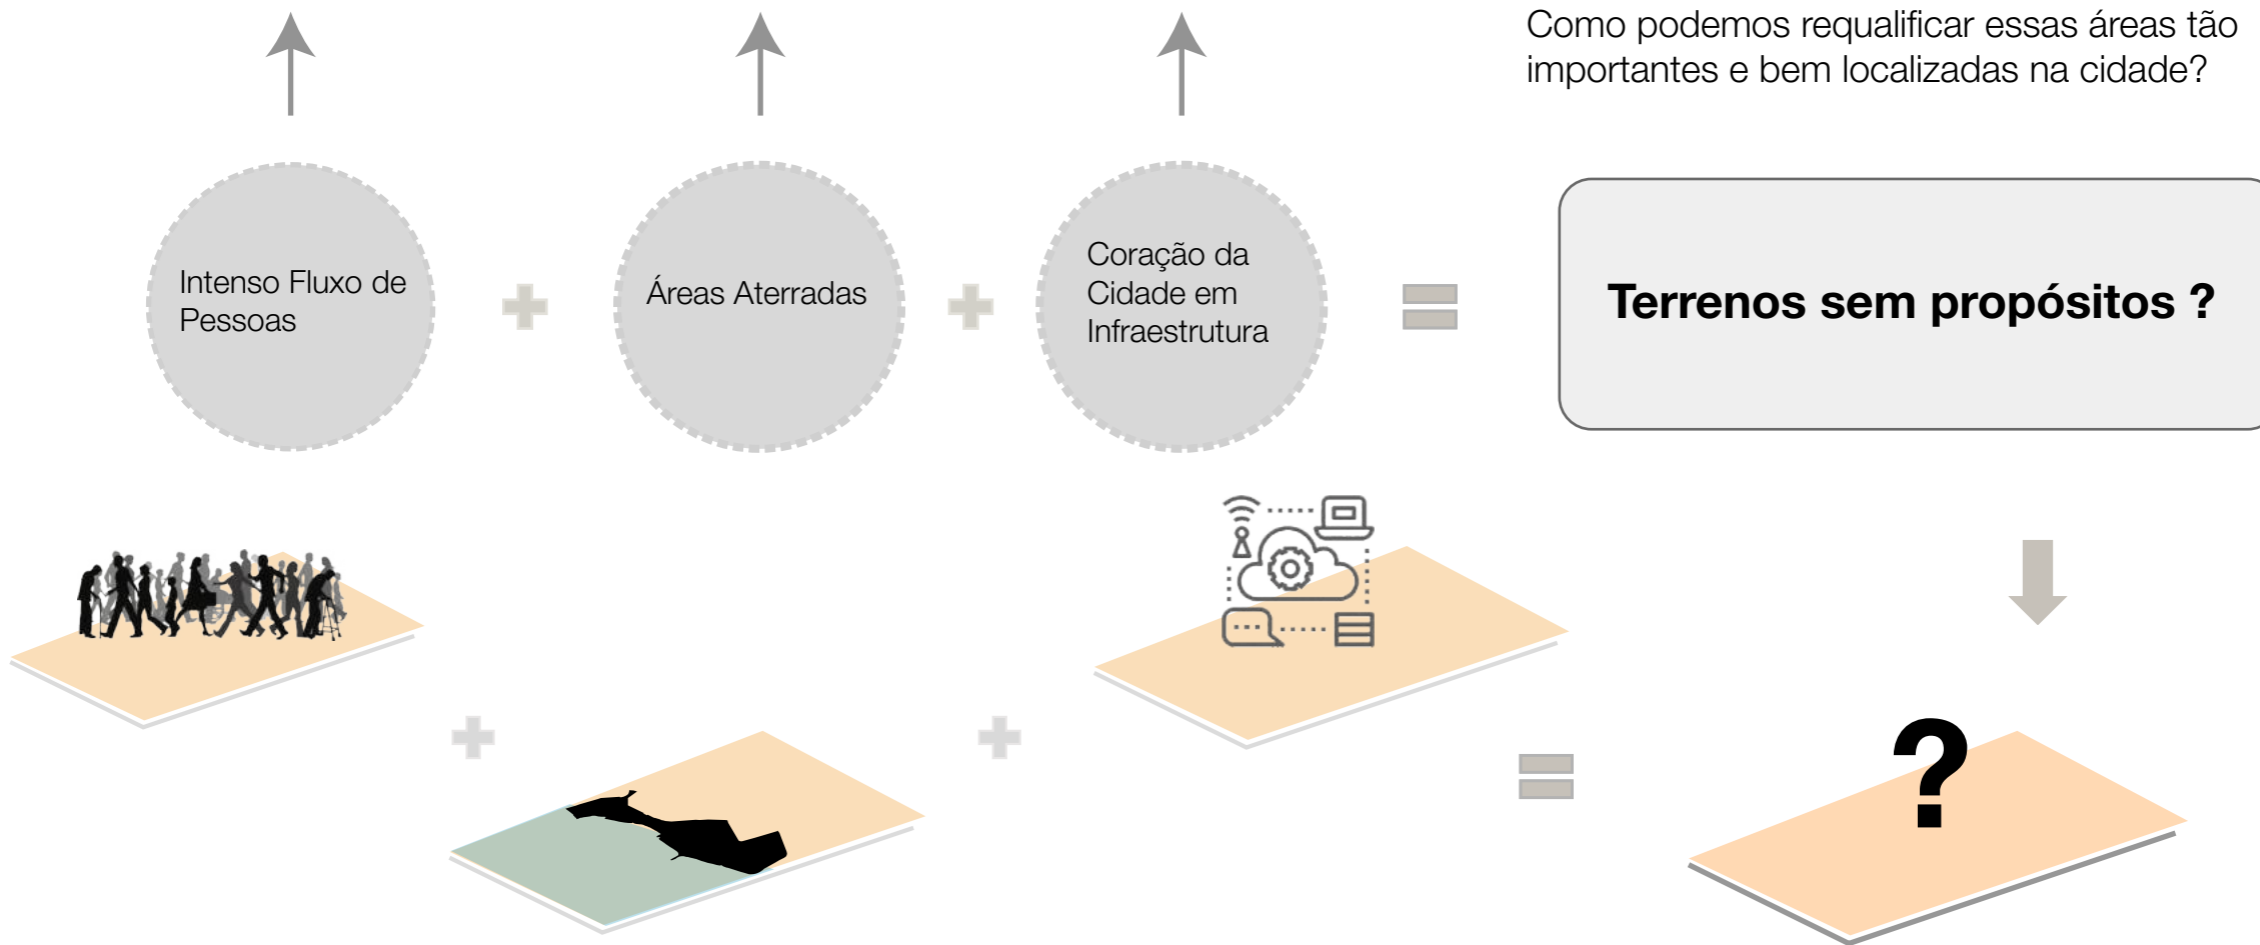 Como podemos requalificar essas áreas tão
importantes e bem localizadas na cidade?
Intenso Fluxo de
Pessoas
Áreas Aterradas
Coração da
Cidade em
Infraestrutura
Terrenos sem propósitos ?
?